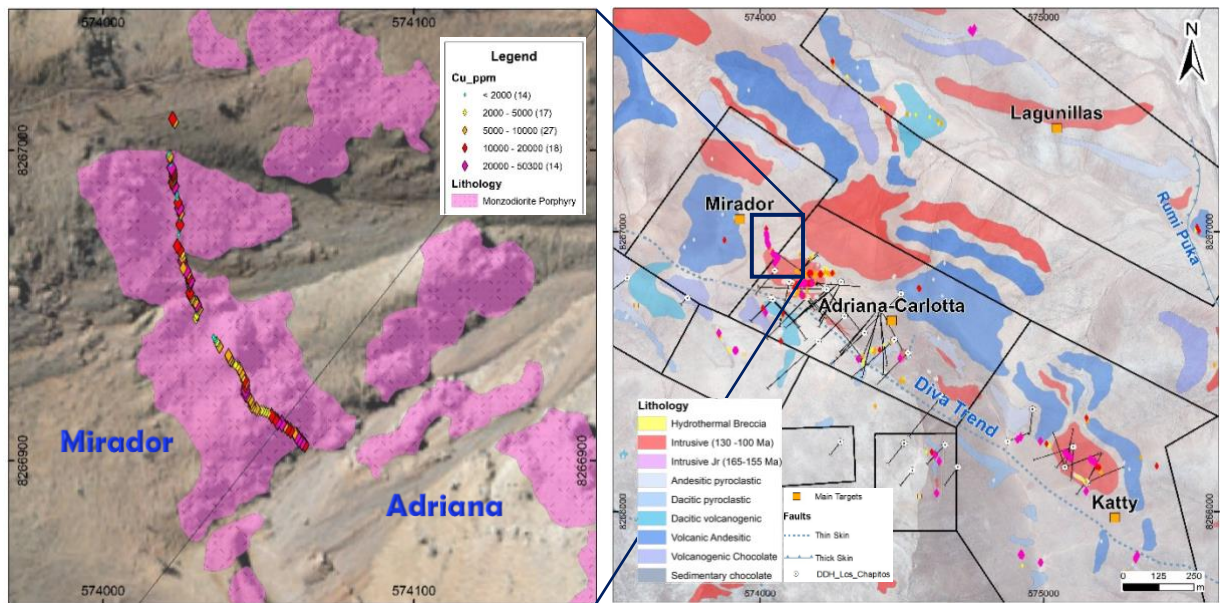 574000
574100
8267000
8266900
Legend
Cu_ppm
< 2000 (14)
2000 - 5000 (17)
5000 - 10000 (27)
10000 - 20000 (18)
20000 - 50300 (14)
Lithology
Monzodiorite Porphyry
Mirador
Adriana
8266900
574000
574100
574000
575000
N
Lagunillas
Mirador
8267000
8267000
Rumi Puka
Adriana-Carlotta
Diva Trend
Katty
8266000
Lithology
Hydrothermal Breccia
Intrusive (130 -100 Ma)
Intrusive Jr (165-155 Ma)
Andesitic pyroclastic
Dacitic pyroclastic
Dacitic volcanogenic
Volcanic Andesitic
Volcanogenic Chocolate
Sedimentary chocolate
Main Targets
Faults
Thin Skin
Thick Skin
DDH_Los_Chapitos
0 125 250
m
574000
575000